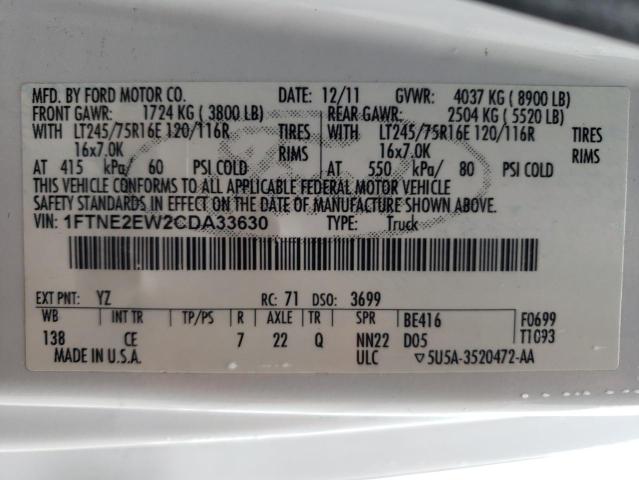 MFD. BY FORD MOTOR CO. DATE: 12/11 GVWR: 4037 KG ( 8900 LB)
FRONT GAWR: 1724 KG ( 3800 LB) REAR GAWR: 2504 KG ( 5520 LB)
WITH LT245/75R16E 120/116R TIRES WITH LT245/75R16E 120/116R TIRES
16x7.0K RIMS 16x7.0K RIMS
AT 415 kPa/ 60 PSI COLD AT 550 kPa/ 80 PSI COLD
THIS VEHICLE CONFORMS TO ALL APPLICABLE FEDERAL MOTOR VEHICLE
SAFETY STANDARDS IN EFFECT ON THE DATE OF MANUFACTURE SHOWN ABOVE.
VIN: 1FTNE2EW2CDA33630 TYPE: Truck
EXT PNT: YZ RC: 71 DSO: 3699
WB INT TR TP/PS R AXLE TR SPR BE416 F0699
138 CE 7 22 Q NN22 D05 T1C93
MADE IN U.S.A. ULC ▽5U5A-3520472-AA